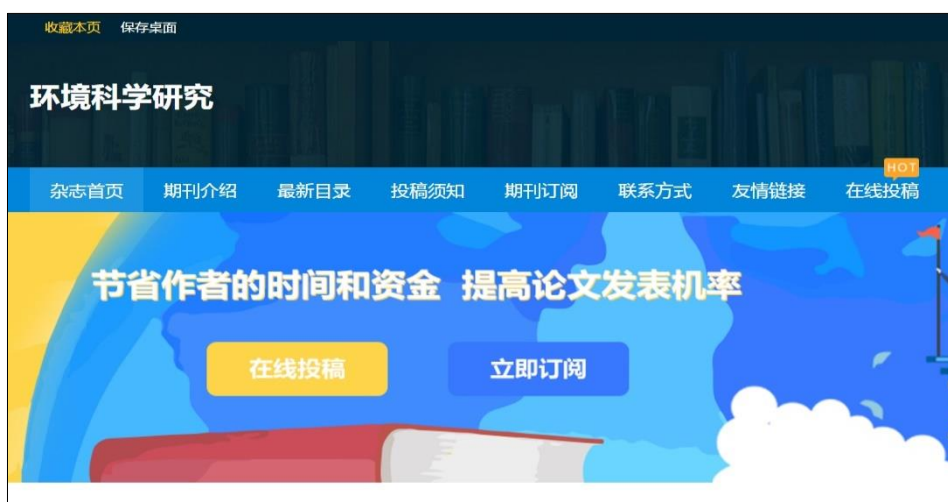 收藏本页 保存桌面
环境科学研究
HOT
杂志首页 期刊介绍 最新目录 投稿须知 期刊订阅 联系方式 友情链接 在线投稿
节省作者的时间和资金 提高论文发表机率
在线投稿 立即订阅